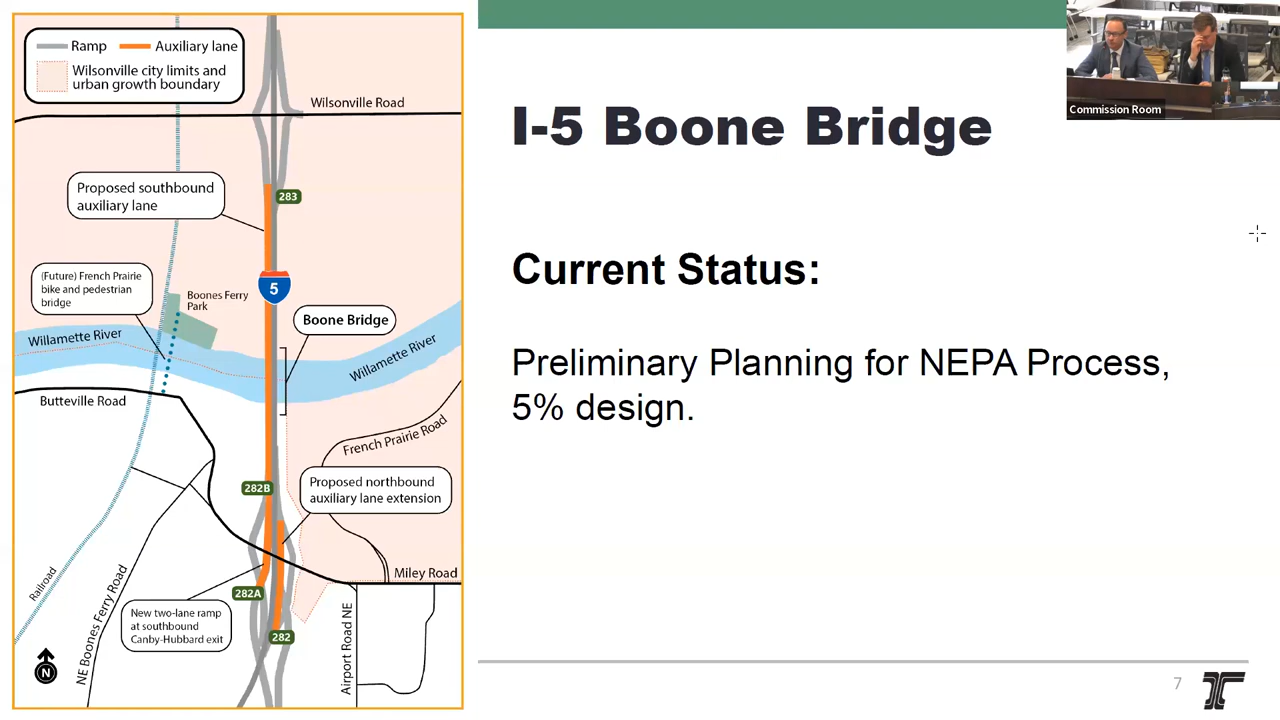 Ramp
Auxiliary lane
Wilsonville city limits and
urban growth boundary
Wilsonville Road
Proposed southbound
auxiliary lane
283
(Future) French Prairie
bike and pedestrian
bridge
Boones Ferry
Park
5
Boone Bridge
Willamette River
Willamette River
Butteville Road
French Prairie Road
282B
Proposed northbound
auxiliary lane extension
Miley Road
282A
Railroad
NE Boones Ferry Road
New two-lane ramp
at southbound
Canby-Hubbard exit
282
Airport Road NE
N
Commission Room
I-5 Boone Bridge
Current Status:
Preliminary Planning for NEPA Process,
5% design.
7